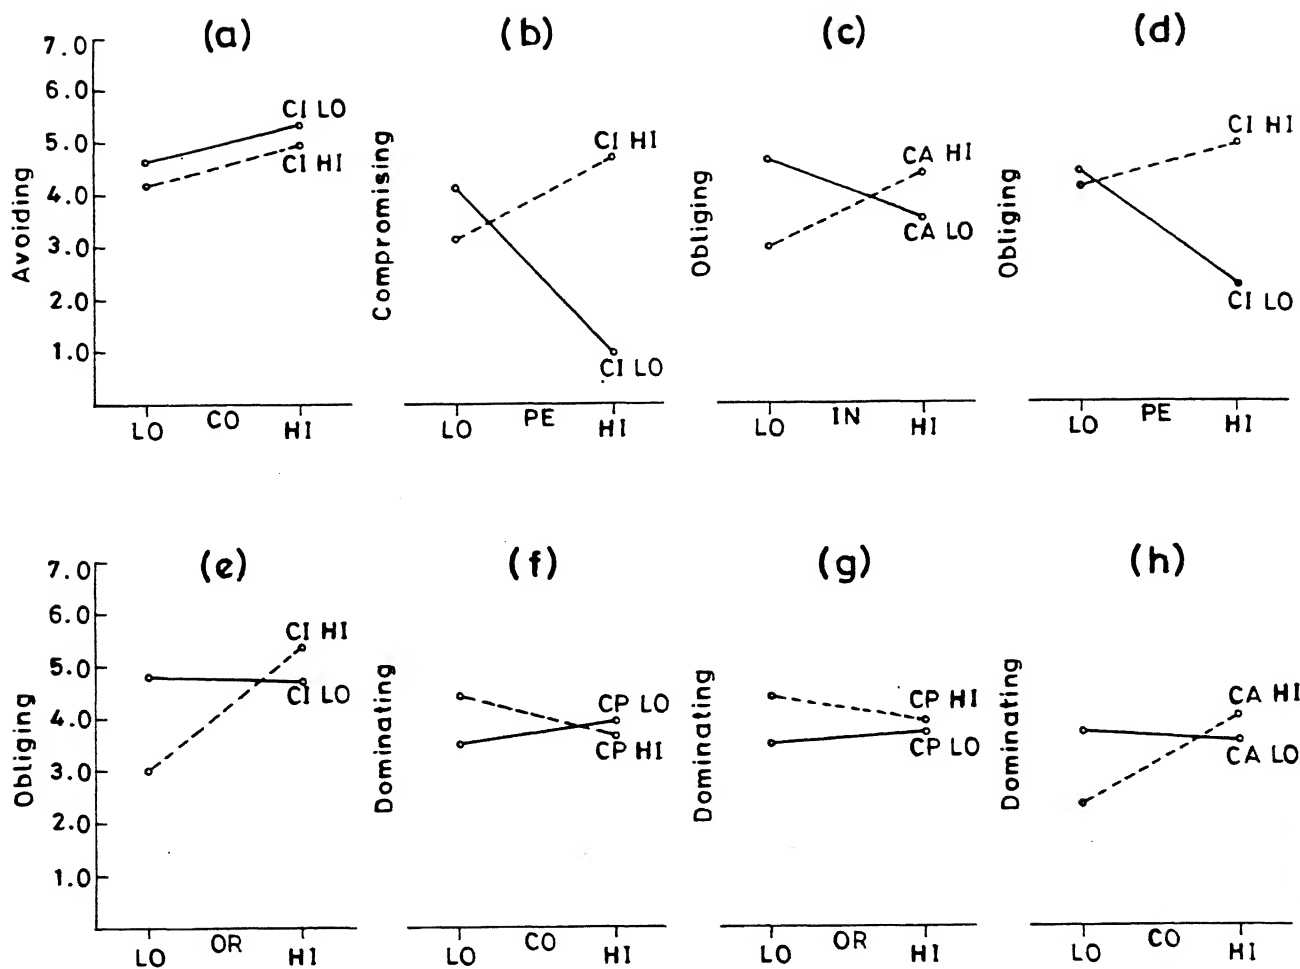 (a)
7.0
6.0
5.0
4.0
3.0
2.0
1.0
Avoiding
CI LO
CI HI
LO CO HI
(b)
Compromising
CI HI
CI LO
LO PE HI
(c)
Obliging
CA HI
CA LO
LO IN HI
(d)
Obliging
CI HI
CI LO
LO PE HI
(e)
7.0
6.0
5.0
4.0
3.0
2.0
1.0
Obliging
CI HI
CI LO
LO OR HI
(f)
Dominating
CP LO
CP HI
LO CO HI
(g)
Dominating
CP HI
CP LO
LO OR HI
(h)
Dominating
CA HI
CA LO
LO CO HI